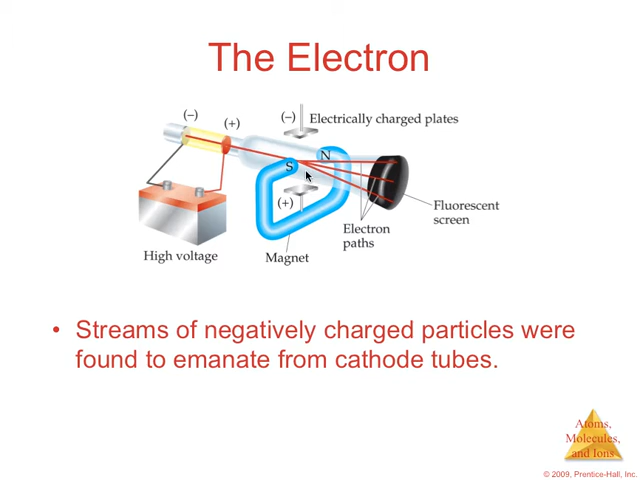 The Electron
(−)
(+)
(−) Electrically charged plates
N
S
(+)
Fluorescent
screen
Electron
paths
High voltage
Magnet
• Streams of negatively charged particles were
found to emanate from cathode tubes.
Atoms,
Molecules,
and Ions
© 2009, Prentice-Hall, Inc.